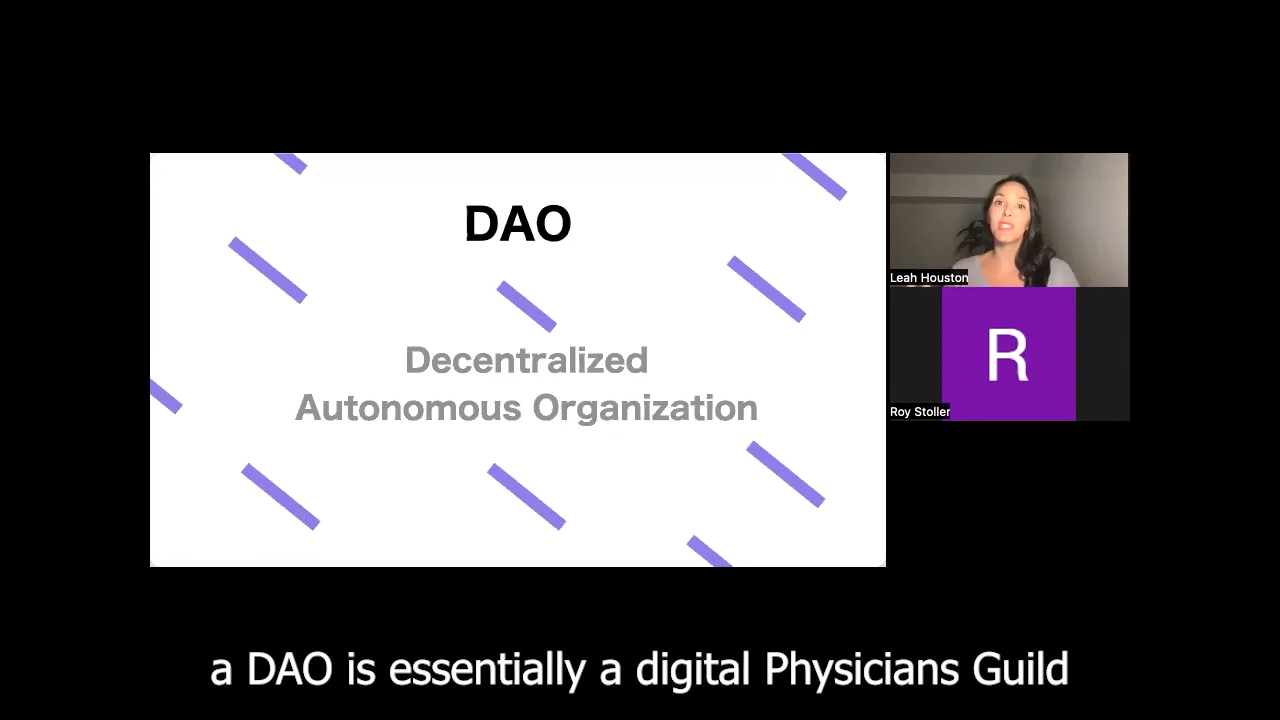 DAO
Decentralized
Autonomous Organization
Leah Houston
R
Roy Stoller
a DAO is essentially a digital Physicians Guild